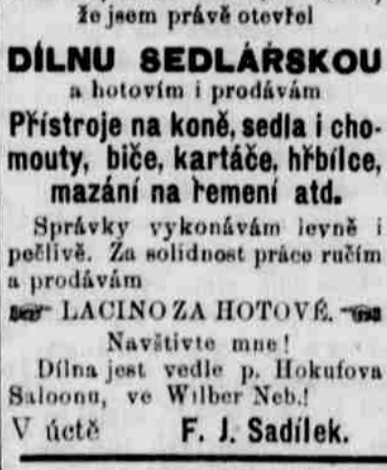 že jsem právě otevřel
DÍLNU SEDLÁŘSKOU
a hotovím i prodávám
Přístroje na koně, sedla i cho-
mouty, biče, kartáče, hřbílce,
mazání na řemení atd.
Správky vykonávám levně i
pečlivě. Za solidnost práce ručím
a prodávám
LACINO ZA HOTOVÉ.
Navštivte mne!
Dílna jest vedle p. Hokufova
Saloonu, ve Wilber Neb.!
V úctě F. J. Sadílek.